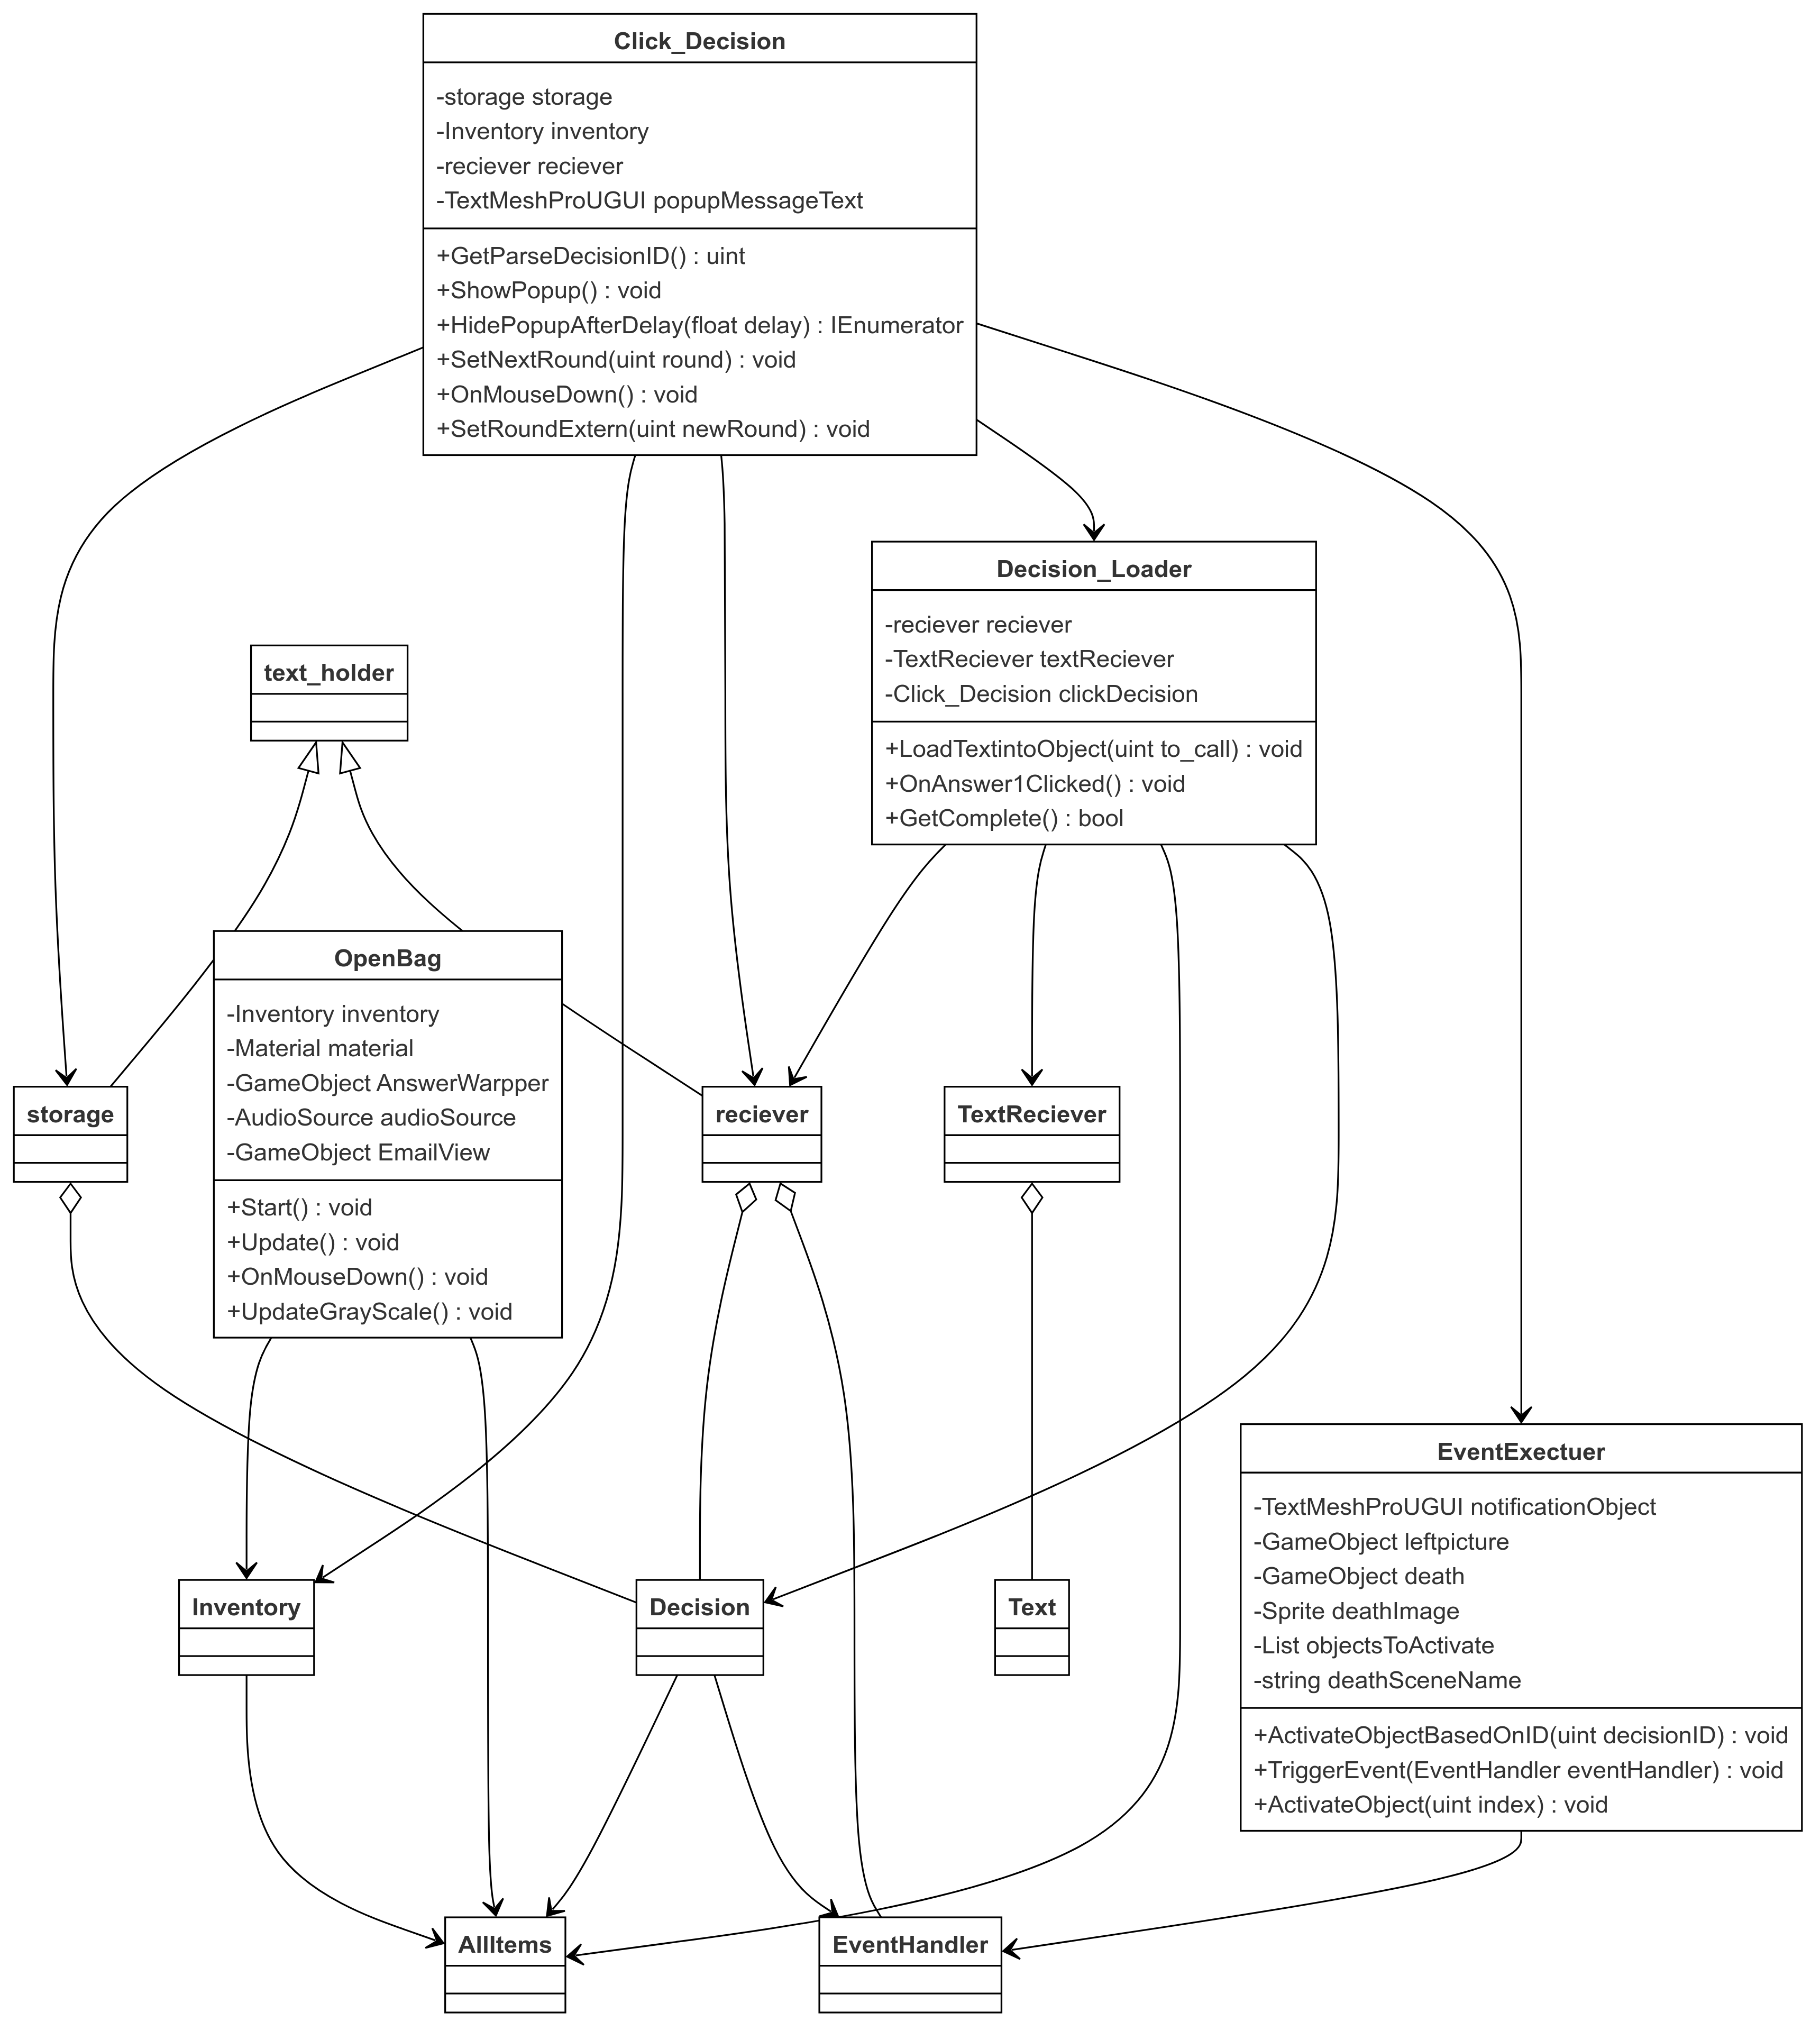 Click_Decision
-storage storage
-Inventory inventory
-reciever reciever
-TextMeshProUGUI popupMessageText
+GetParseDecisionID() : uint
+ShowPopup() : void
+HidePopupAfterDelay(float delay) : IEnumerator
+SetNextRound(uint round) : void
+OnMouseDown() : void
+SetRoundExtern(uint newRound) : void
Decision_Loader
-reciever reciever
-TextReciever textReciever
-Click_Decision clickDecision
+LoadTextintoObject(uint to_call) : void
+OnAnswer1Clicked() : void
+GetComplete() : bool
text_holder
OpenBag
-Inventory inventory
-Material material
-GameObject AnswerWarpper
-AudioSource audioSource
-GameObject EmailView
+Start() : void
+Update() : void
+OnMouseDown() : void
+UpdateGrayScale() : void
storage
reciever
TextReciever
EventExectuer
-TextMeshProUGUI notificationObject
-GameObject leftpicture
-GameObject death
-Sprite deathImage
-List objectsToActivate
-string deathSceneName
+ActivateObjectBasedOnID(uint decisionID) : void
+TriggerEvent(EventHandler eventHandler) : void
+ActivateObject(uint index) : void
Inventory
Decision
Text
AllItems
EventHandler